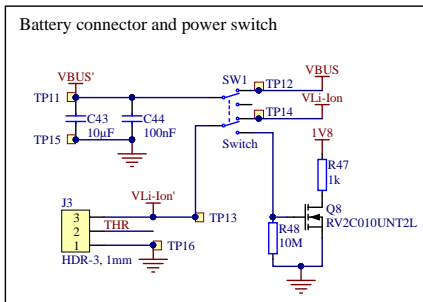 Battery connector and power switch
VBUS'
TP11
C43
10µF
C44
100nF
TP15
SW1
TP12
VBUS
TP14
VLi-Ion
Switch
1V8
R47
1k
Q8
RV2C010UNT2L
R48
10M
J3
3
2
1
THR
VLi-Ion'
TP13
TP16
HDR-3, 1mm